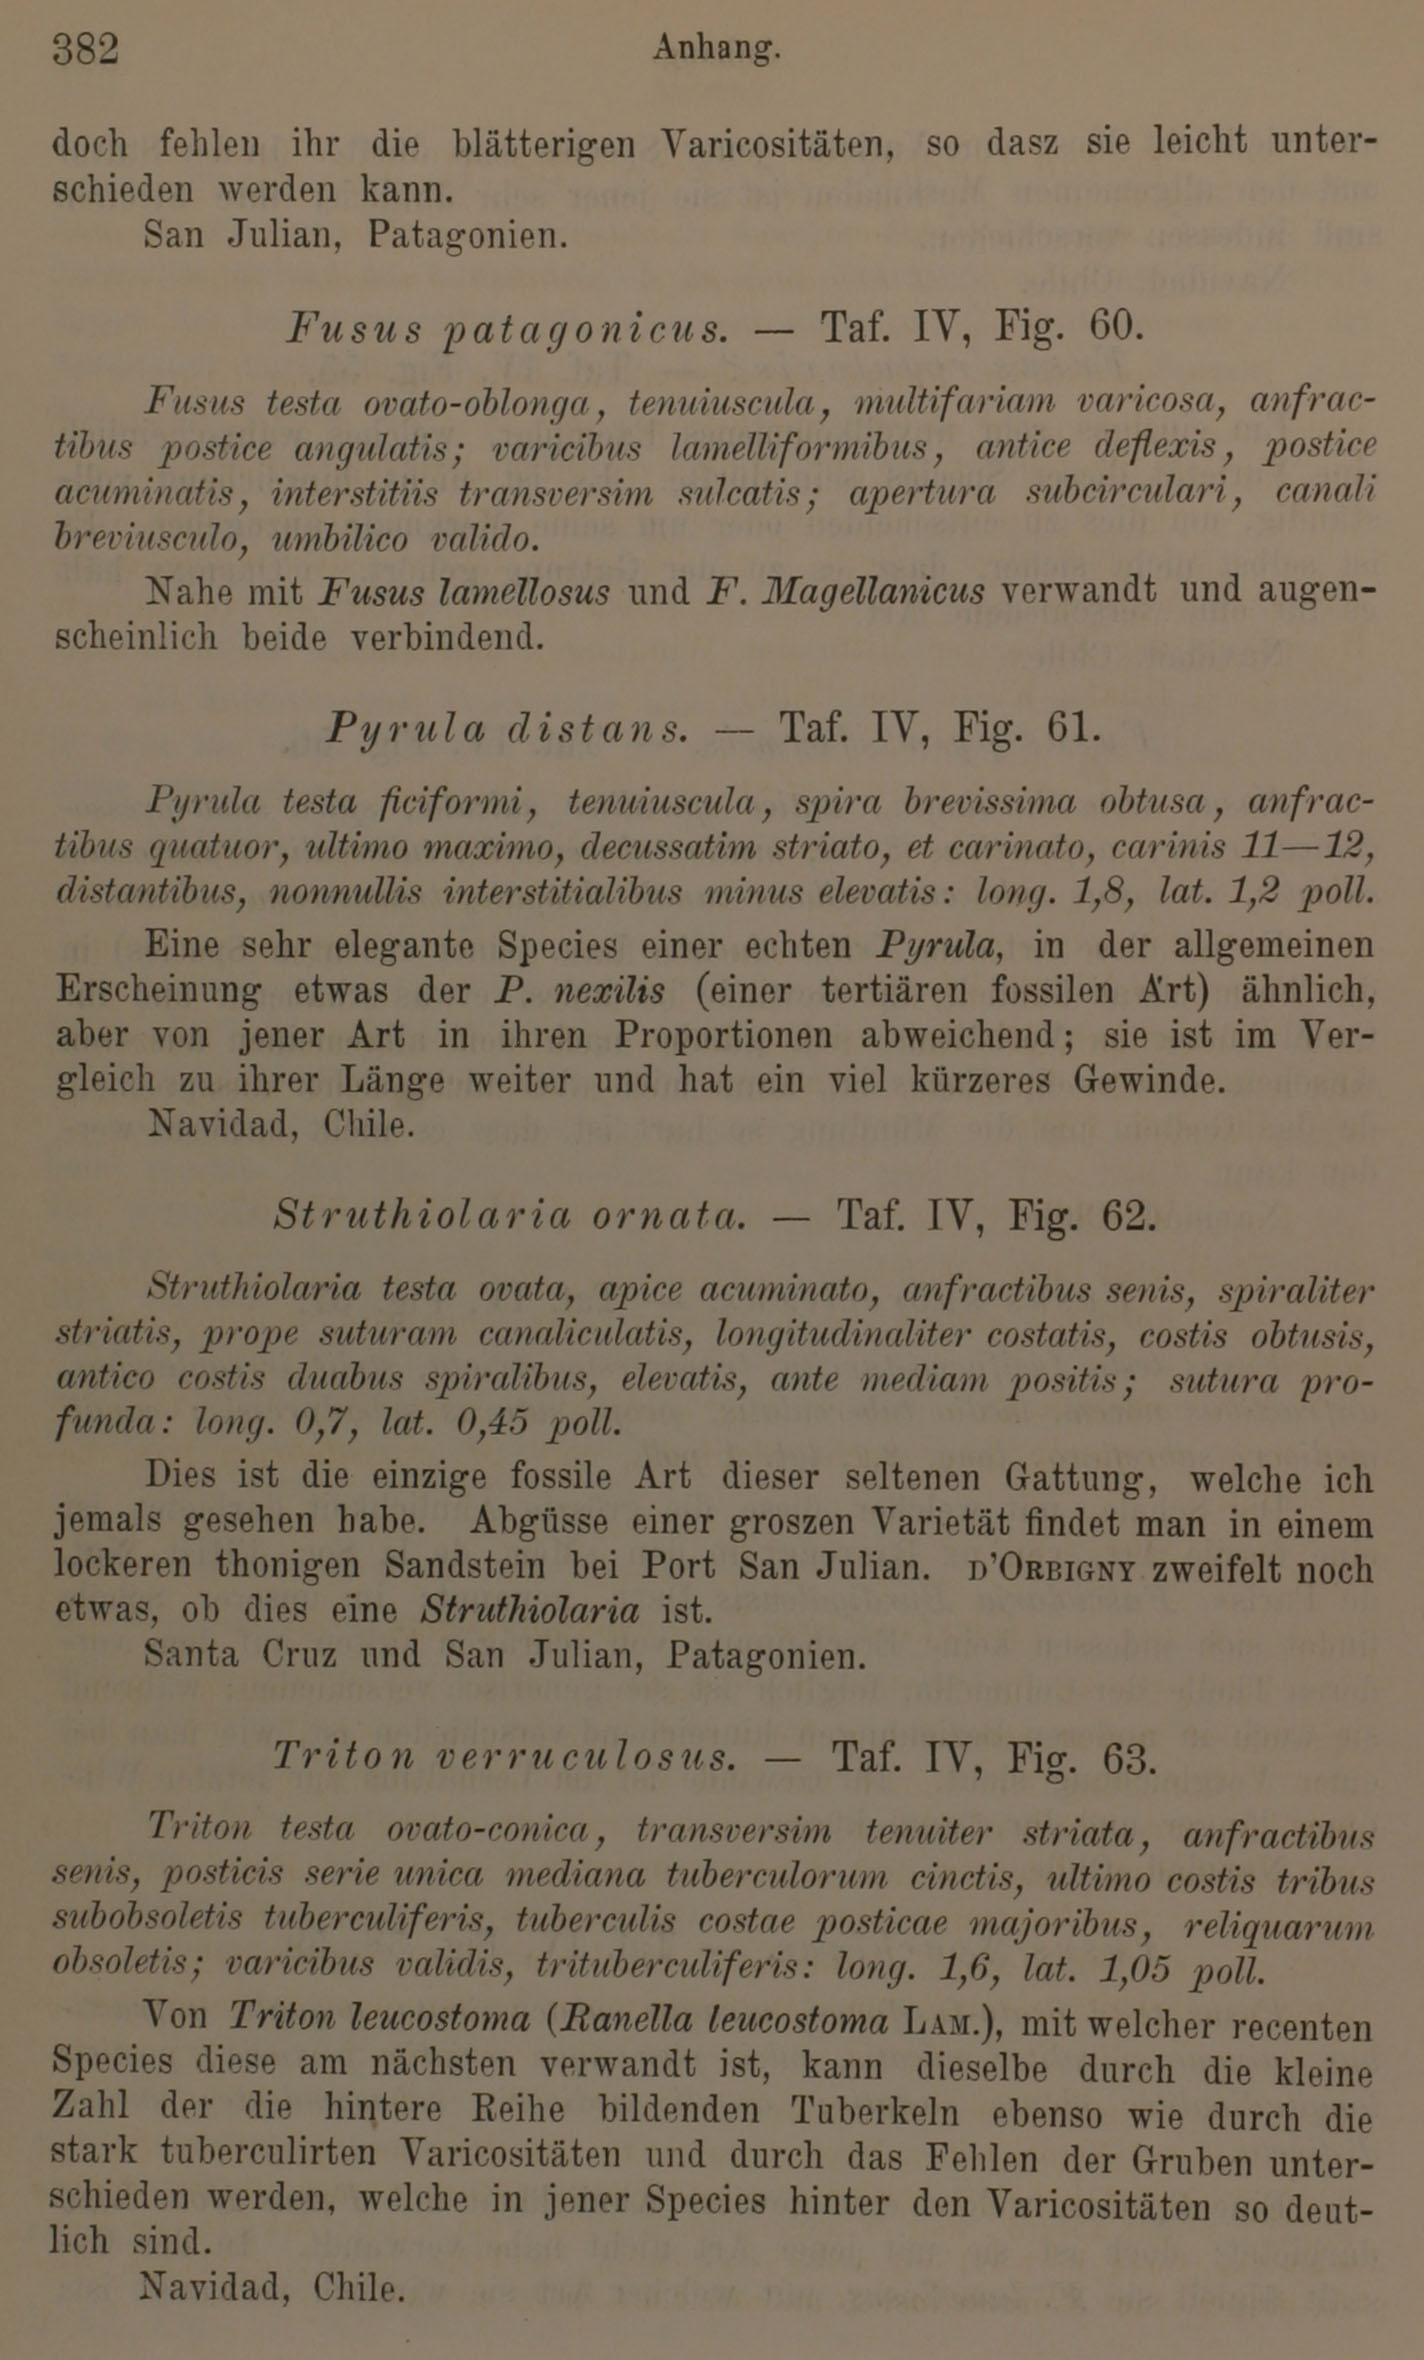 382 Anhang.
doch fehlen ihr die blätterigen Varicositäten, so dasz sie leicht unter-
schieden werden kann.
San Julian, Patagonien.
Fusus patagonicus. — Taf. IV, Fig. 60.
Fusus testa ovato-oblonga, tenuiuscula, multifariam varicosa, anfrac-
tibus postice angulatis; varicibus lamelliformibus, antice deflexis, postice
acuminatis, interstitiis transversim sulcatis; apertura subcirculari, canali
breviusculo, umbilico valido.
Nahe mit Fusus lamellosus und F. Magellanicus verwandt und augen-
scheinlich beide verbindend.
Pyrula distans. — Taf. IV, Fig. 61.
Pyrula testa ficiformi, tenuiuscula, spira brevissima obtusa, anfrac-
tibus quatuor, ultimo maximo, decussatim striato, et carinato, carinis 11—12,
distantibus, nonnullis interstitialibus minus elevatis: long. 1,8, lat. 1,2 poll.
Eine sehr elegante Species einer echten Pyrula, in der allgemeinen
Erscheinung etwas der P. nexilis (einer tertiären fossilen Art) ähnlich,
aber von jener Art in ihren Proportionen abweichend; sie ist im Ver-
gleich zu ihrer Länge weiter und hat ein viel kürzeres Gewinde.
Navidad, Chile.
Struthiolaria ornata. — Taf. IV, Fig. 62.
Struthiolaria testa ovata, apice acuminato, anfractibus senis, spiraliter
striatis, prope suturam canaliculatis, longitudinaliter costatis, costis obtusis,
antico costis duabus spiralibus, elevatis, ante mediam positis; sutura pro-
funda: long. 0,7, lat. 0,45 poll.
Dies ist die einzige fossile Art dieser seltenen Gattung, welche ich
jemals gesehen habe. Abgüsse einer groszen Varietät findet man in einem
lockeren thonigen Sandstein bei Port San Julian. D'ORBIGNY zweifelt noch
etwas, ob dies eine Struthiolaria ist.
Santa Cruz und San Julian, Patagonien.
Triton verruculosus. — Taf. IV, Fig. 63.
Triton testa ovato-conica, transversim tenuiter striata, anfractibus
senis, posticis serie unica mediana tuberculorum cinctis, ultimo costis tribus
subobsoletis tuberculiferis, tuberculis costae posticae majoribus, reliquarum
obsoletis; varicibus validis, trituberculiferis: long. 1,6, lat. 1,05 poll.
Von Triton leucostoma (Ranella leucostoma LAM.), mit welcher recenten
Species diese am nächsten verwandt ist, kann dieselbe durch die kleine
Zahl der die hintere Reihe bildenden Tuberkeln ebenso wie durch die
stark tuberculirten Varicositäten und durch das Fehlen der Gruben unter-
schieden werden, welche in jener Species hinter den Varicositäten so deut-
lich sind.
Navidad, Chile.